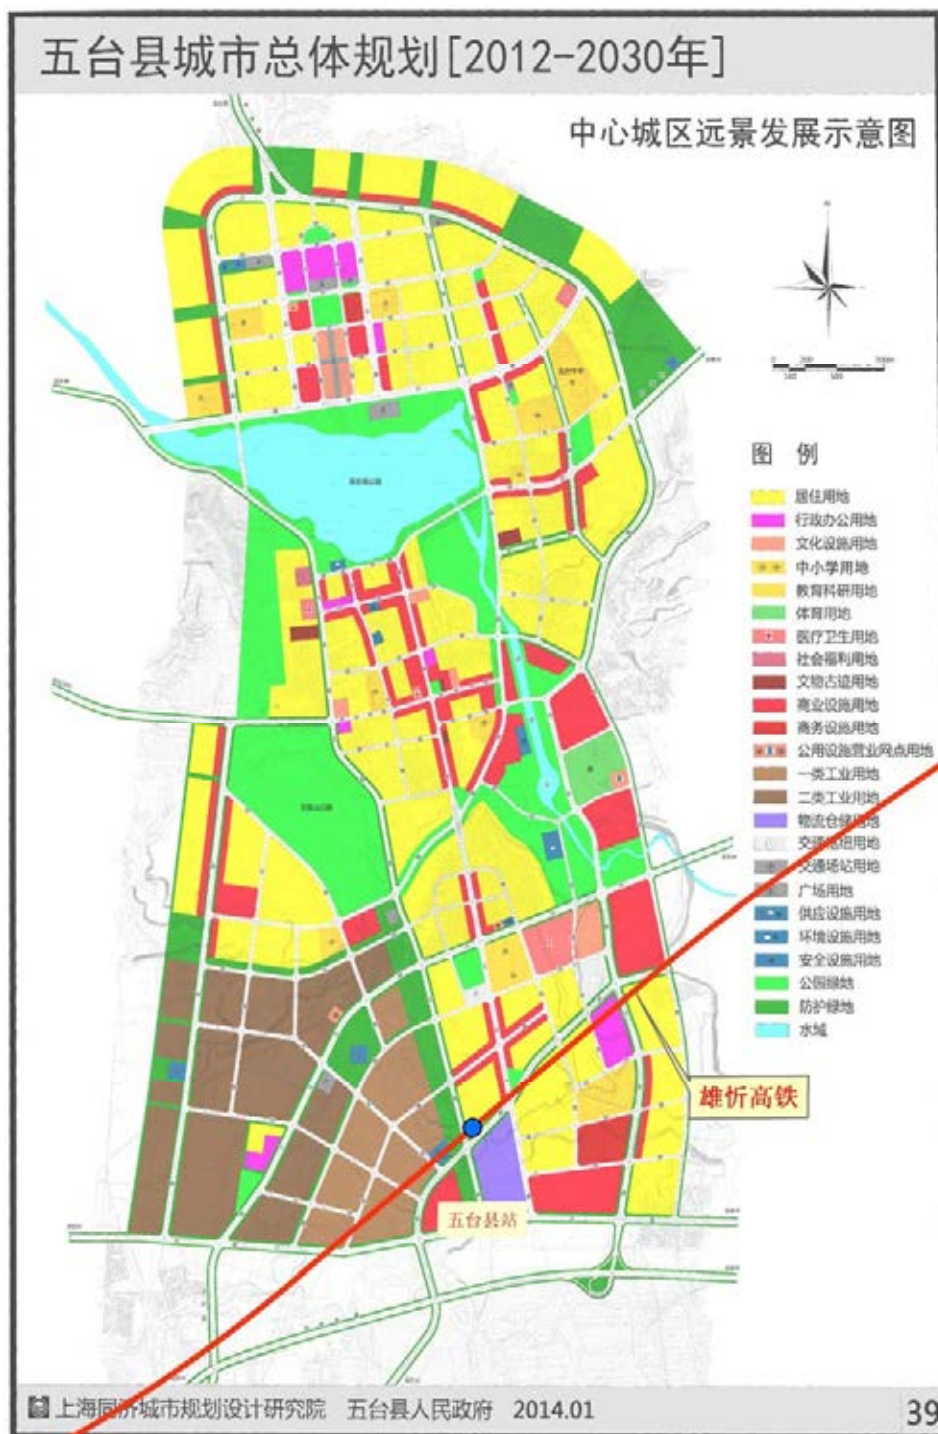 五台县城市总体规划[2012-2030年]
中心城区远景发展示意图
图 例
居住用地
行政办公用地
文化设施用地
中小学用地
教育科研用地
体育用地
医疗卫生用地
社会福利用地
文物古迹用地
商业设施用地
商务设施用地
公用设施营业网点用地
一类工业用地
二类工业用地
物流仓储用地
交通枢纽用地
交通场站用地
广场用地
供应设施用地
环境设施用地
安全设施用地
公园绿地
防护绿地
水域
雄忻高铁
五台县站
上海同济城市规划设计研究院 五台县人民政府 2014.01
39